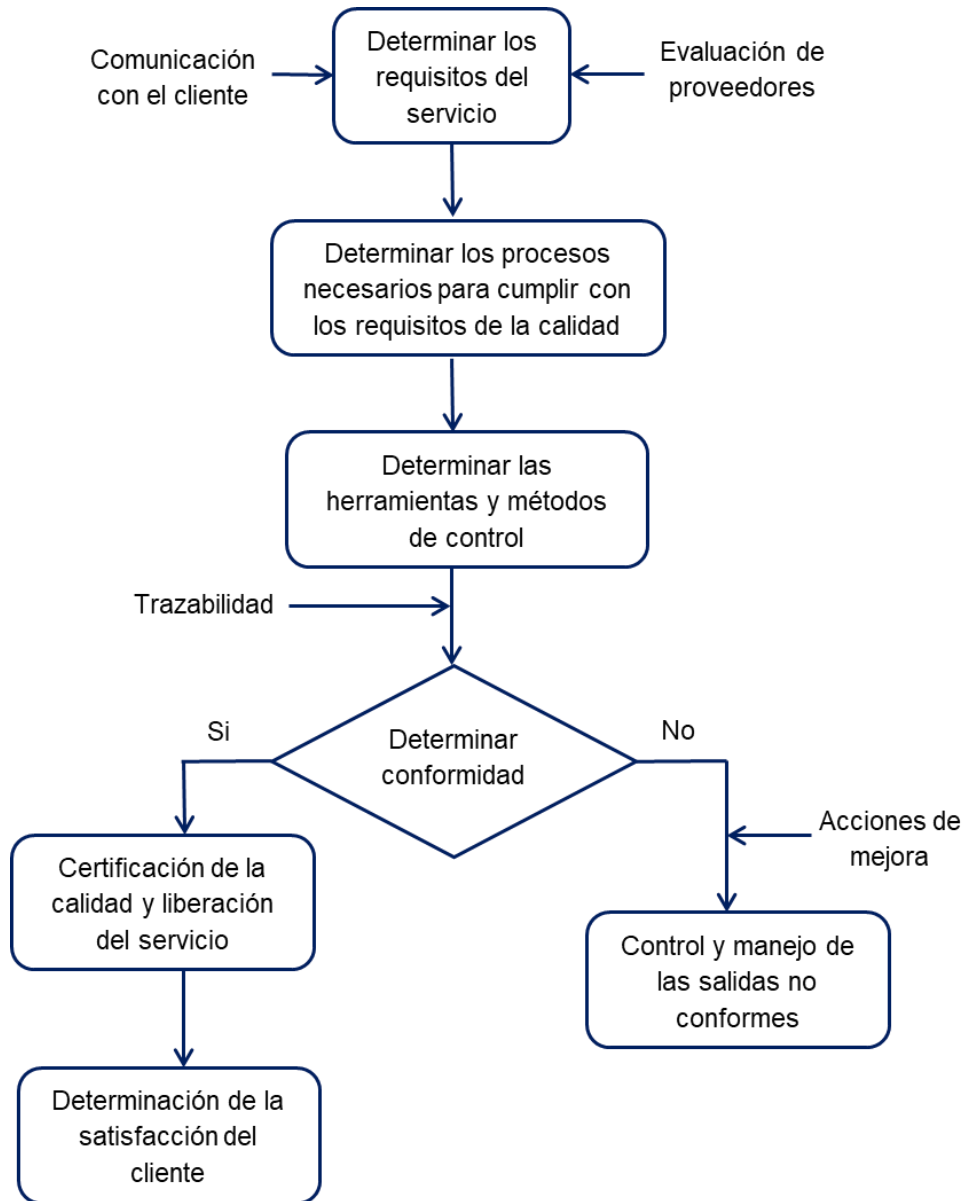 Comunicación
con el cliente
Determinar los
requisitos del
servicio
Evaluación de
proveedores
Determinar los procesos
necesarios para cumplir con
los requisitos de la calidad
Determinar las
herramientas y métodos
de control
Trazabilidad
Si
Determinar
conformidad
No
Acciones de
mejora
Certificación de la
calidad y liberación
del servicio
Control y manejo de
las salidas no
conformes
Determinación de la
satisfacción del
cliente